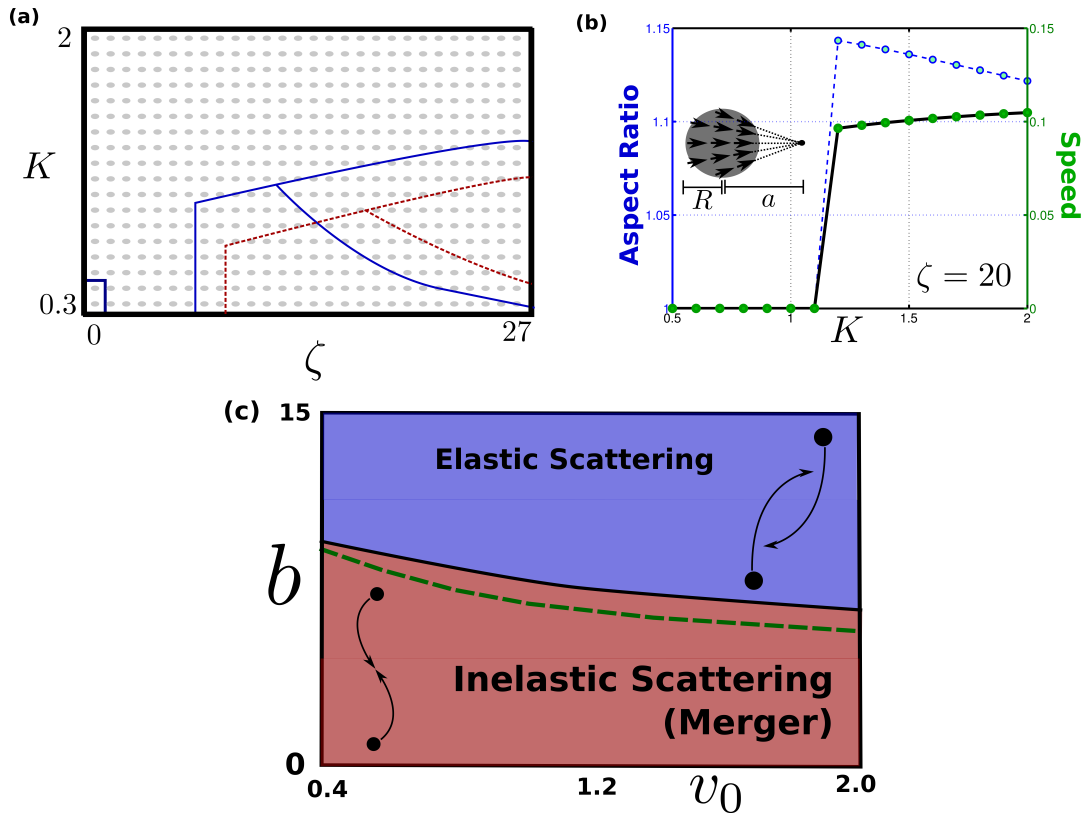 (a)
2
K
0.3
0
27
ζ
(b)
1.15
0.15
1.1
0.1
1.05
0.05
1
0
0.5
1
1.5
2
Aspect Ratio
Speed
R
a
ζ = 20
K
(c)
15
Elastic Scattering
b
Inelastic Scattering
(Merger)
0
0.4
1.2
v₀
2.0